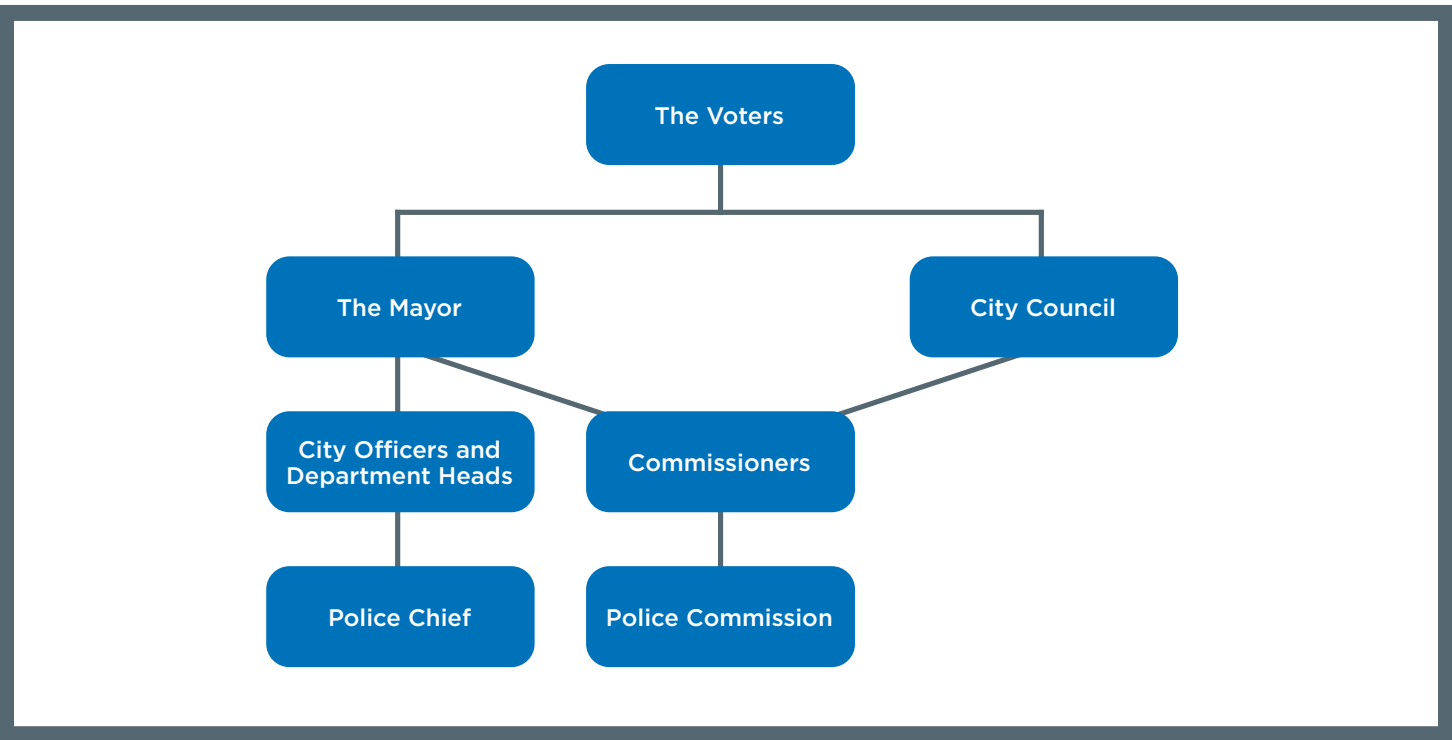 The Voters
The Mayor
City Council
City Officers and
Department Heads
Commissioners
Police Chief
Police Commission